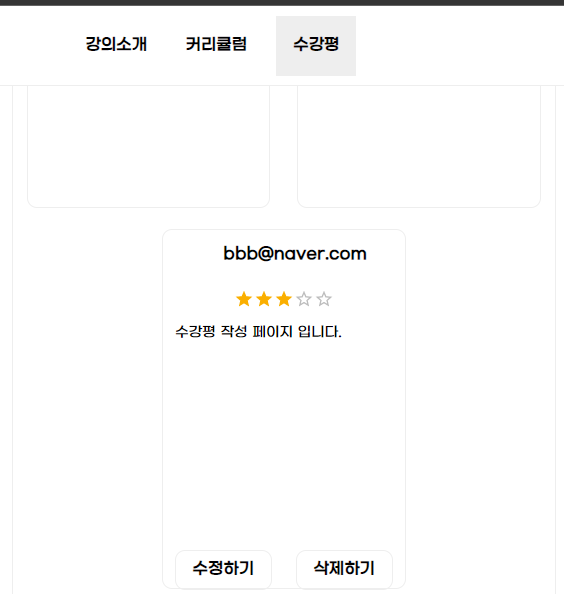 강의소개 커리큘럼 수강평
bbb@naver.com
수강평 작성 페이지 입니다.
수정하기 삭제하기